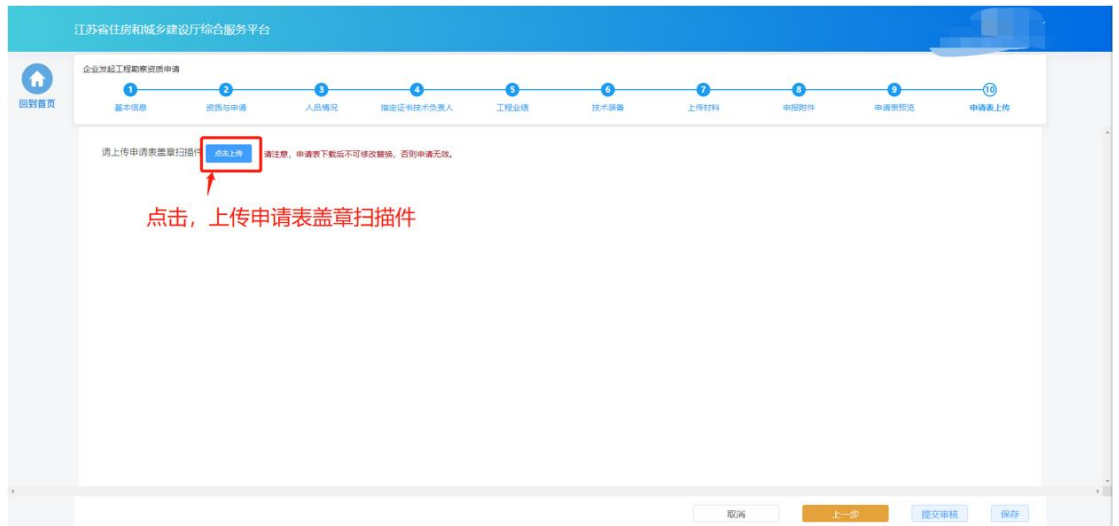 江苏省住房和城乡建设厅综合服务平台
回到首页
企业发起工程勘察资质申请
1 2 3 4 5 6 7 8 9 10
基本信息 资质与申请 人员情况 指定证书技术负责人 工程业绩 技术装备 上传材料 申报附件 申请表预览 申请表上传
请上传申请表盖章扫描件 点击上传 请注意，申请表下载后不可修改替换，否则申请无效。
点击，上传申请表盖章扫描件
取消 上一步 提交审核 保存